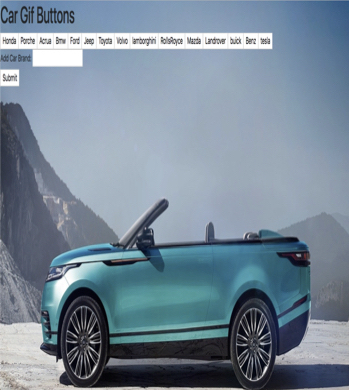 Car Gif Buttons
Honda Porche Acrua Bmw Ford Jeep Toyota Volvo lamborghini RollsRoyce Mazda Landrover buick Benz tesla
Add Car Brand:
Submit